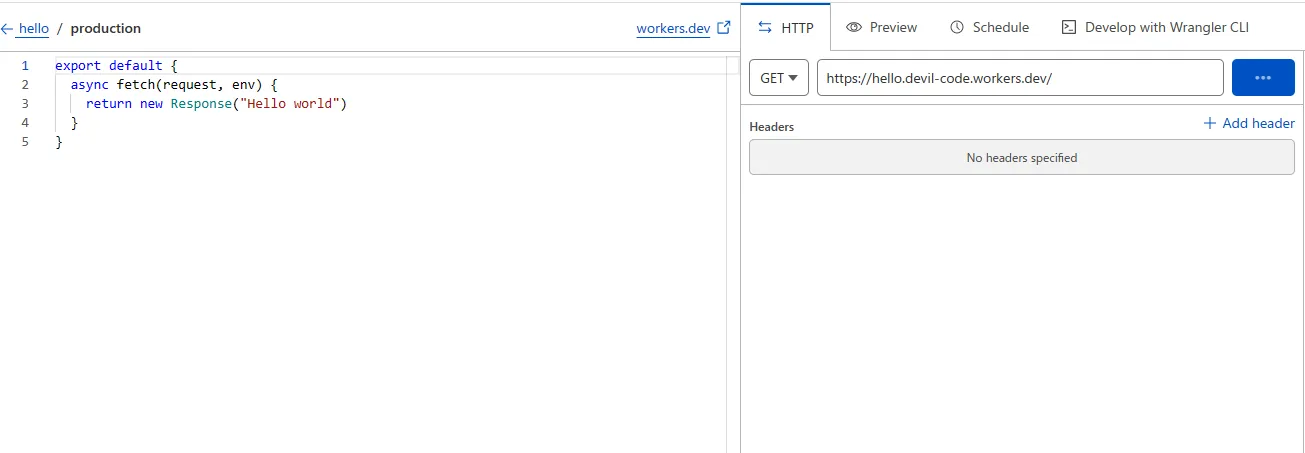 hello / production
workers.dev
1 export default {
2 async fetch(request, env) {
3 return new Response("Hello world")
4 }
5 }
HTTP
Preview
Schedule
Develop with Wrangler CLI
GET
https://hello.devil-code.workers.dev/
Headers
Add header
No headers specified